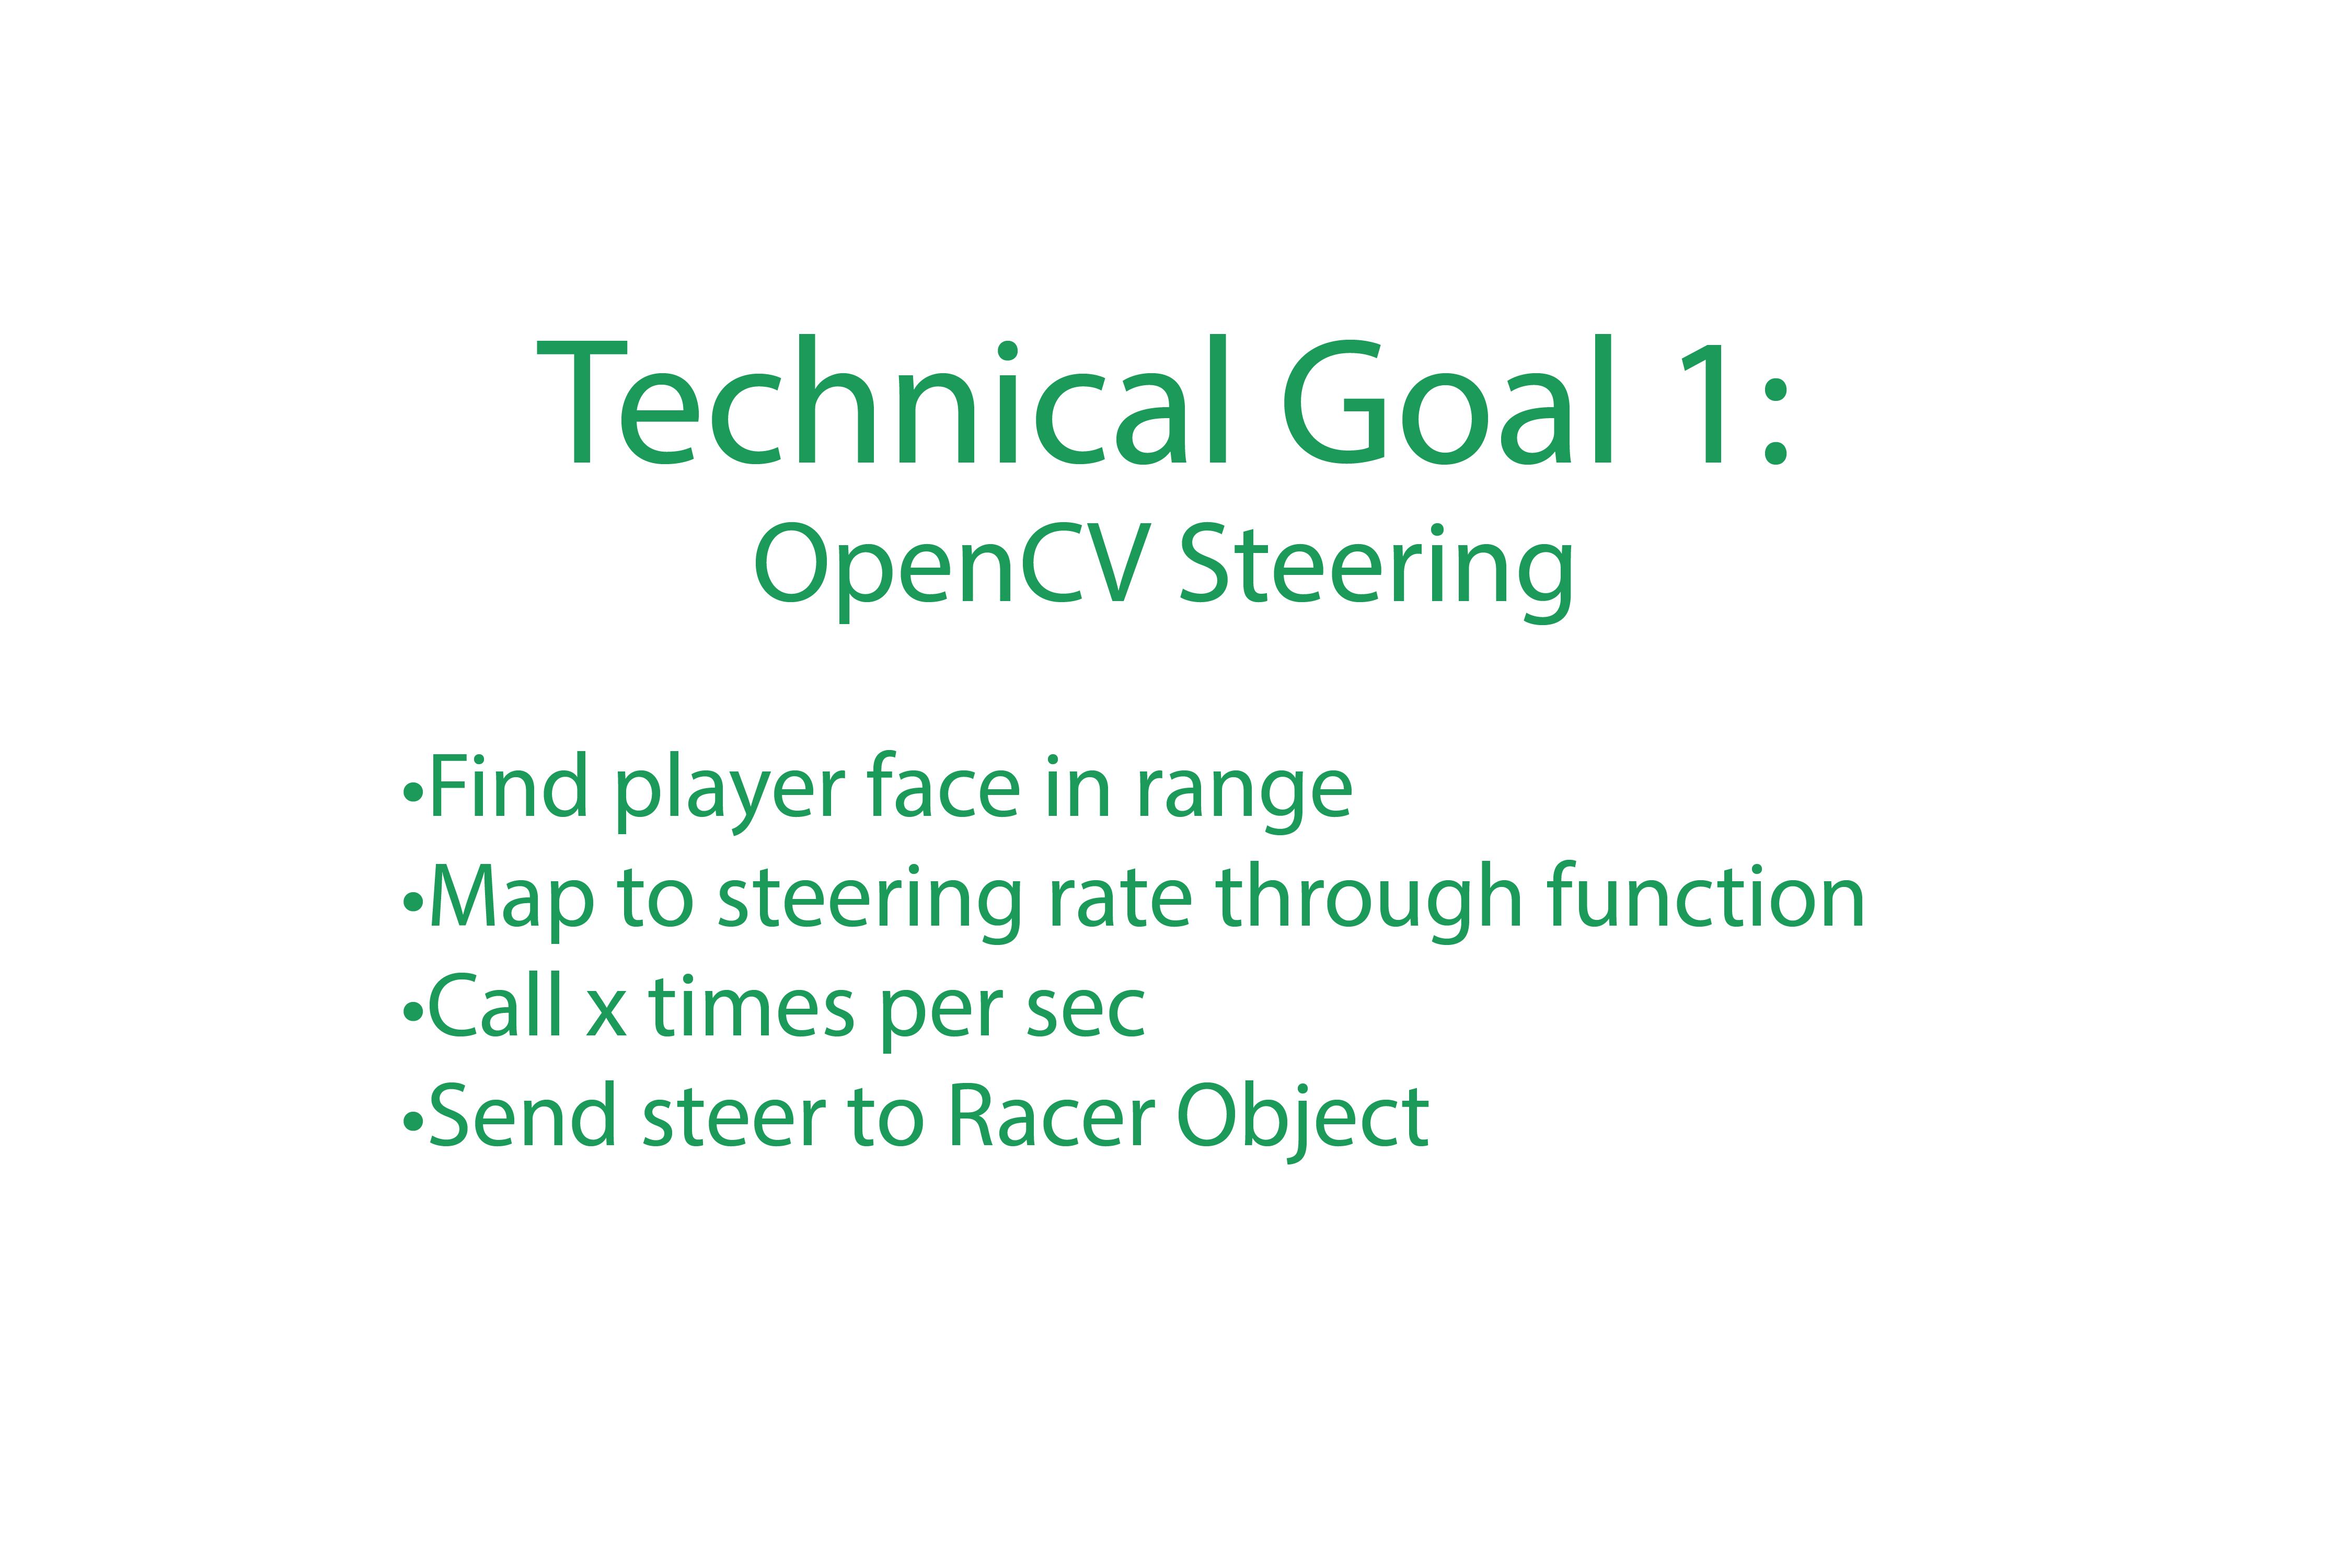 Technical Goal 1:
OpenCV Steering
•Find player face in range
•Map to steering rate through function
•Call x times per sec
•Send steer to Racer Object